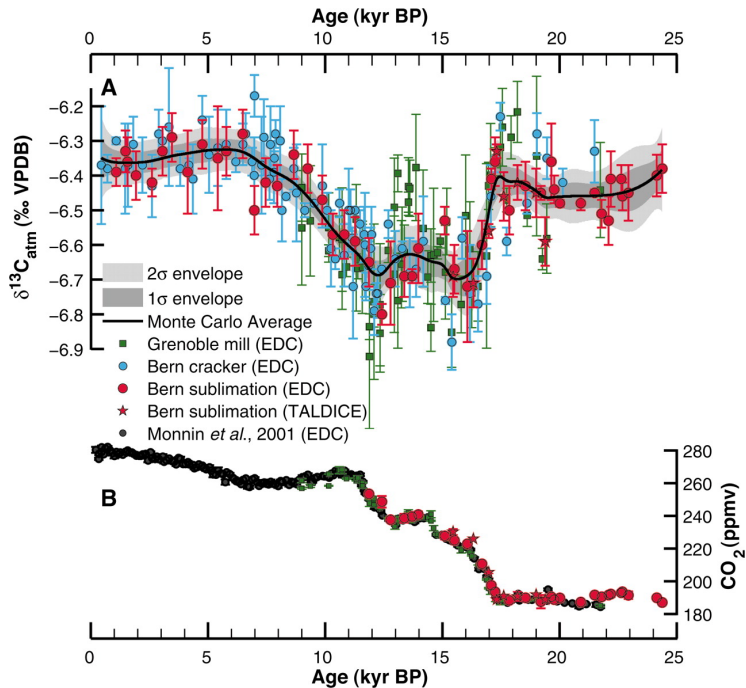 Age (kyr BP)
0 5 10 15 20 25
A
δ¹³Catm (‰ VPDB)
−6.2
−6.3
−6.4
−6.5
−6.6
−6.7
−6.8
−6.9
2σ envelope
1σ envelope
Monte Carlo Average
Grenoble mill (EDC)
Bern cracker (EDC)
Bern sublimation (EDC)
Bern sublimation (TALDICE)
Monnin et al., 2001 (EDC)
B
280
260
240
220
200
180
CO₂ (ppmv)
0 5 10 15 20 25
Age (kyr BP)